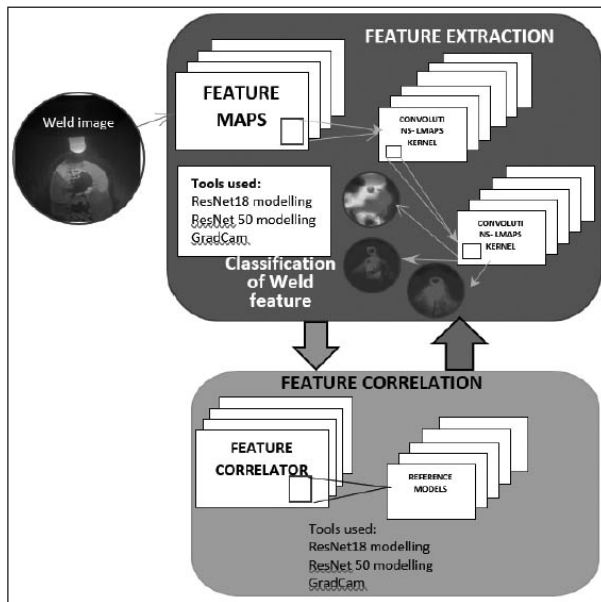 FEATURE EXTRACTION
Weld image
FEATURE
MAPS
CONVOLUTI
NS- LMAPS
KERNEL
Tools used:
ResNet18 modelling
ResNet 50 modelling
GradCam
CONVOLUTI
NS- LMAPS
KERNEL
Classification
of Weld
feature
FEATURE CORRELATION
FEATURE
CORRELATOR
REFERENCE
MODELS
Tools used:
ResNet18 modelling
ResNet 50 modelling
GradCam